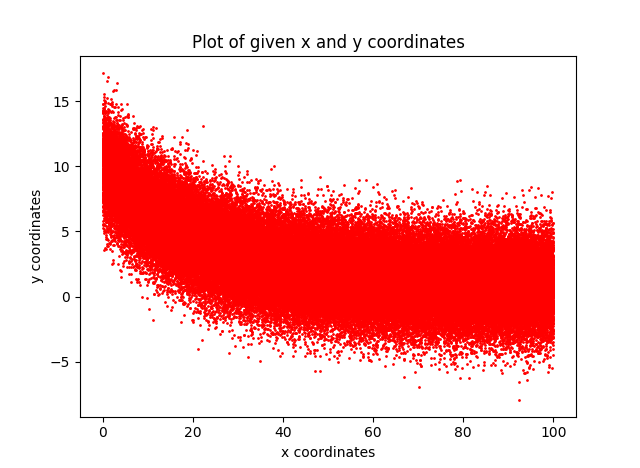 Plot of given x and y coordinates
15
10
5
0
−5
y coordinates
0 20 40 60 80 100
x coordinates